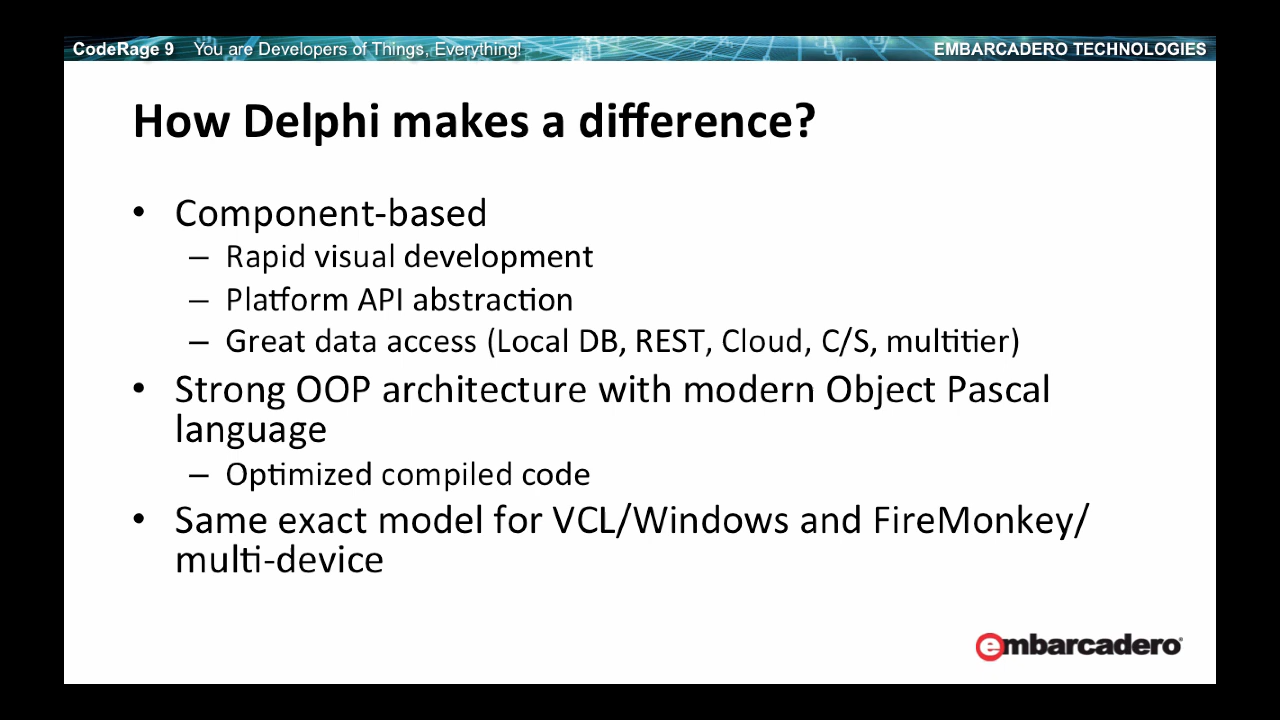 CodeRage 9 You are Developers of Things, Everything! EMBARCADERO TECHNOLOGIES
How Delphi makes a difference?
• Component-based
– Rapid visual development
– Platform API abstraction
– Great data access (Local DB, REST, Cloud, C/S, multitier)
• Strong OOP architecture with modern Object Pascal
language
– Optimized compiled code
• Same exact model for VCL/Windows and FireMonkey/
multi-device
embarcadero®